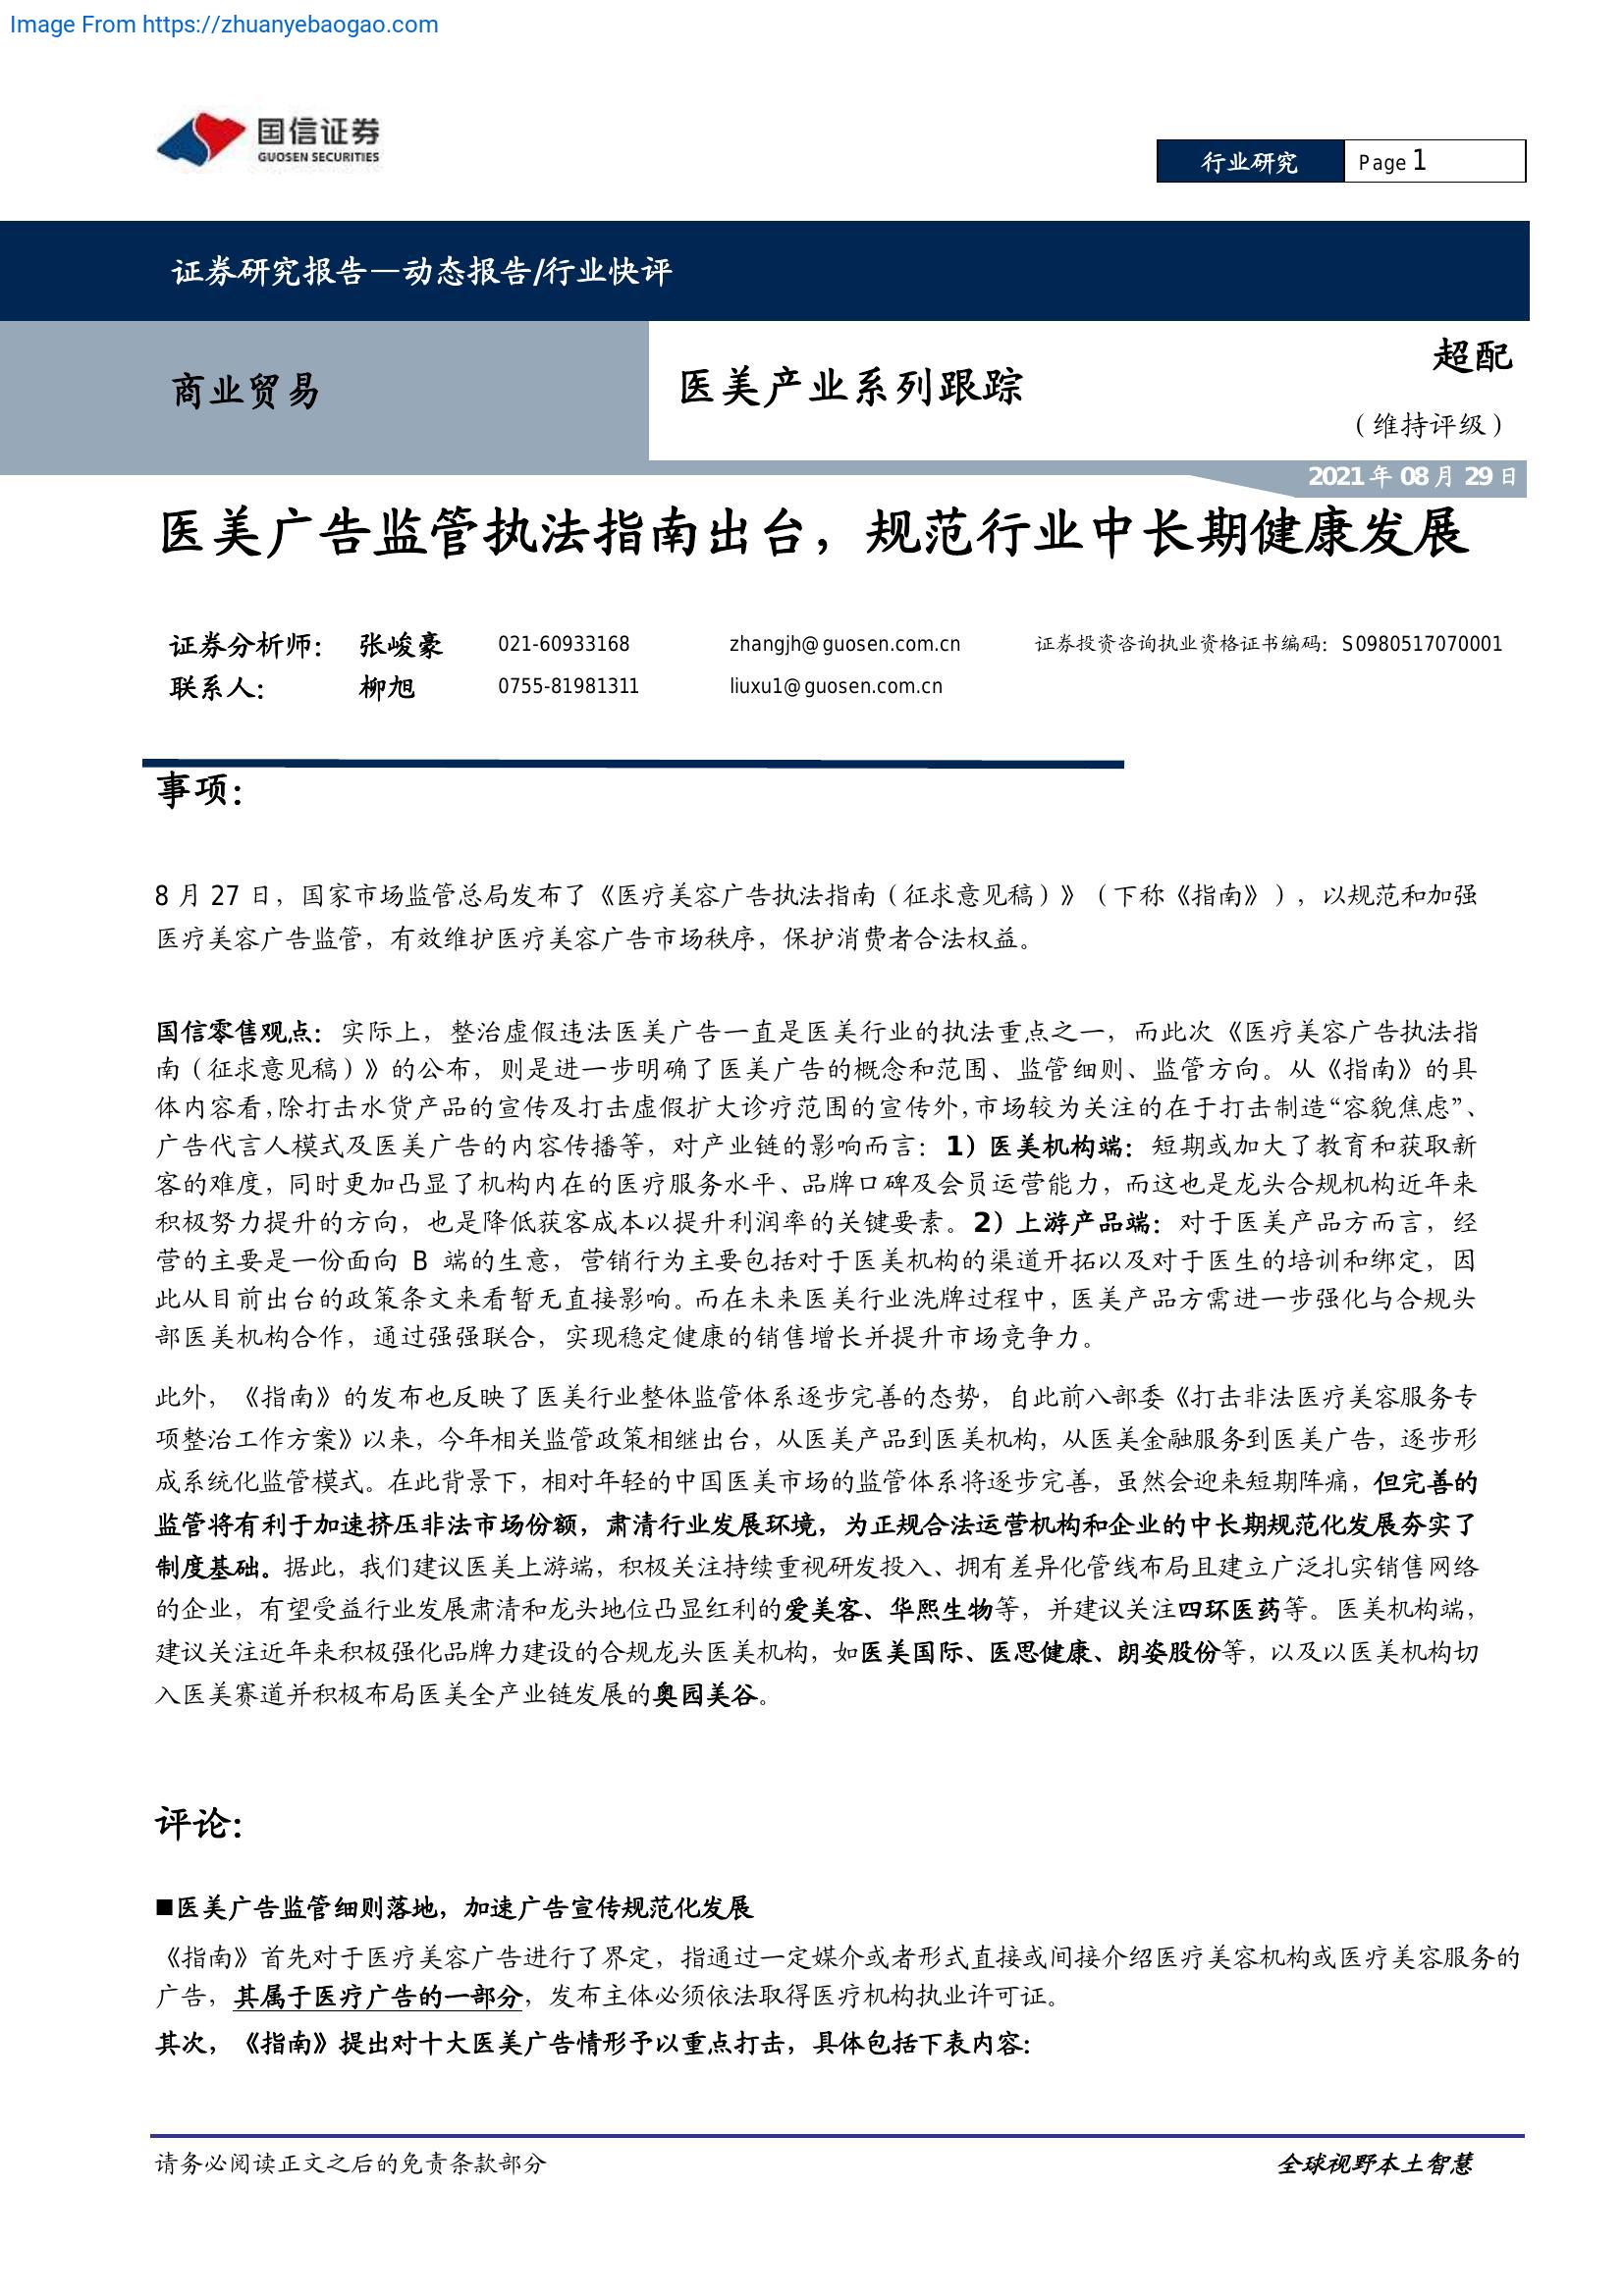 Image From https://zhuanyebaogao.com
国信证券
GUOSEN SECURITIES
行业研究
Page 1
证券研究报告—动态报告/行业快评
商业贸易
医美产业系列跟踪
超配
（维持评级）
2021 年 08 月 29 日
医美广告监管执法指南出台，规范行业中长期健康发展
证券分析师： 张峻豪 021-60933168 zhangjh@guosen.com.cn 证券投资咨询执业资格证书编码：S0980517070001
联系人： 柳旭 0755-81981311 liuxu1@guosen.com.cn
事项：
8 月 27 日，国家市场监管总局发布了《医疗美容广告执法指南（征求意见稿）》（下称《指南》），以规范和加强
医疗美容广告监管，有效维护医疗美容广告市场秩序，保护消费者合法权益。
国信零售观点：实际上，整治虚假违法医美广告一直是医美行业的执法重点之一，而此次《医疗美容广告执法指
南（征求意见稿）》的公布，则是进一步明确了医美广告的概念和范围、监管细则、监管方向。从《指南》的具
体内容看，除打击水货产品的宣传及打击虚假扩大诊疗范围的宣传外，市场较为关注的在于打击制造“容貌焦虑”、
广告代言人模式及医美广告的内容传播等，对产业链的影响而言：1）医美机构端：短期或加大了教育和获取新
客的难度，同时更加凸显了机构内在的医疗服务水平、品牌口碑及会员运营能力，而这也是龙头合规机构近年来
积极努力提升的方向，也是降低获客成本以提升利润率的关键要素。2）上游产品端：对于医美产品方而言，经
营的主要是一份面向 B 端的生意，营销行为主要包括对于医美机构的渠道开拓以及对于医生的培训和绑定，因
此从目前出台的政策条文来看暂无直接影响。而在未来医美行业洗牌过程中，医美产品方需进一步强化与合规头
部医美机构合作，通过强强联合，实现稳定健康的销售增长并提升市场竞争力。
此外，《指南》的发布也反映了医美行业整体监管体系逐步完善的态势，自此前八部委《打击非法医疗美容服务专
项整治工作方案》以来，今年相关监管政策相继出台，从医美产品到医美机构，从医美金融服务到医美广告，逐步形
成系统化监管模式。在此背景下，相对年轻的中国医美市场的监管体系将逐步完善，虽然会迎来短期阵痛，但完善的
监管将有利于加速挤压非法市场份额，肃清行业发展环境，为正规合法运营机构和企业的中长期规范化发展夯实了
制度基础。据此，我们建议医美上游端，积极关注持续重视研发投入、拥有差异化管线布局且建立广泛扎实销售网络
的企业，有望受益行业发展肃清和龙头地位凸显红利的爱美客、华熙生物等，并建议关注四环医药等。医美机构端，
建议关注近年来积极强化品牌力建设的合规龙头医美机构，如医美国际、医思健康、朗姿股份等，以及以医美机构切
入医美赛道并积极布局医美全产业链发展的奥园美谷。
评论：
■医美广告监管细则落地，加速广告宣传规范化发展
《指南》首先对于医疗美容广告进行了界定，指通过一定媒介或者形式直接或间接介绍医疗美容机构或医疗美容服务的
广告，其属于医疗广告的一部分，发布主体必须依法取得医疗机构执业许可证。
其次，《指南》提出对十大医美广告情形予以重点打击，具体包括下表内容：
请务必阅读正文之后的免责条款部分
全球视野本土智慧